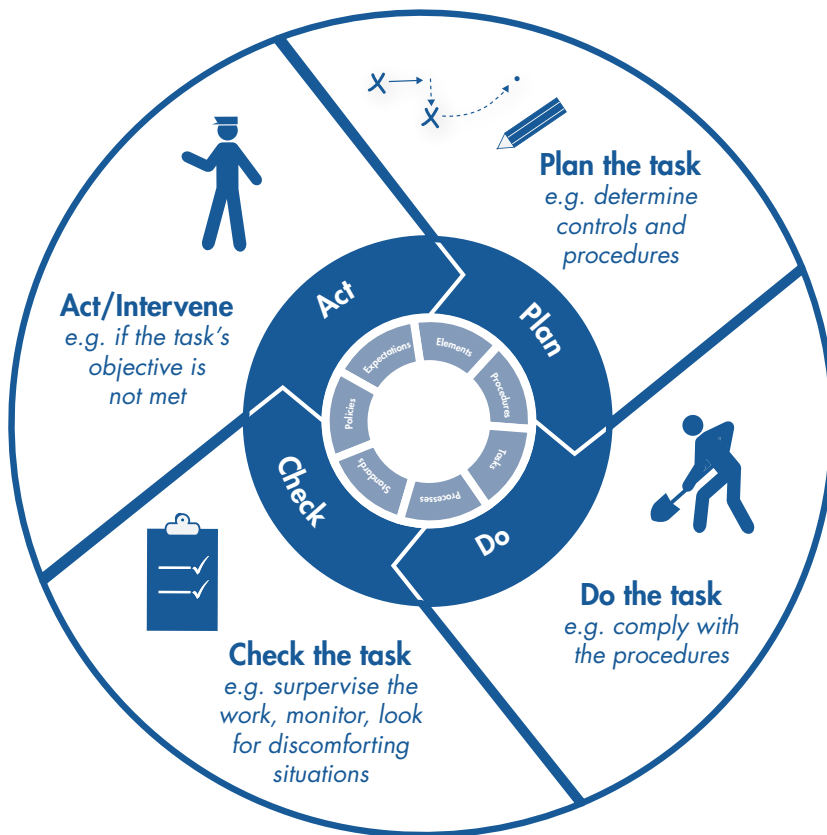 Plan the task
e.g. determine
controls and
procedures
Do the task
e.g. comply with
the procedures
Check the task
e.g. surpervise the
work, monitor, look
for discomforting
situations
Act/Intervene
e.g. if the task's
objective is
not met
Act
Plan
Do
Check
Elements
Procedures
Tasks
Processes
Standards
Policies
Expectations